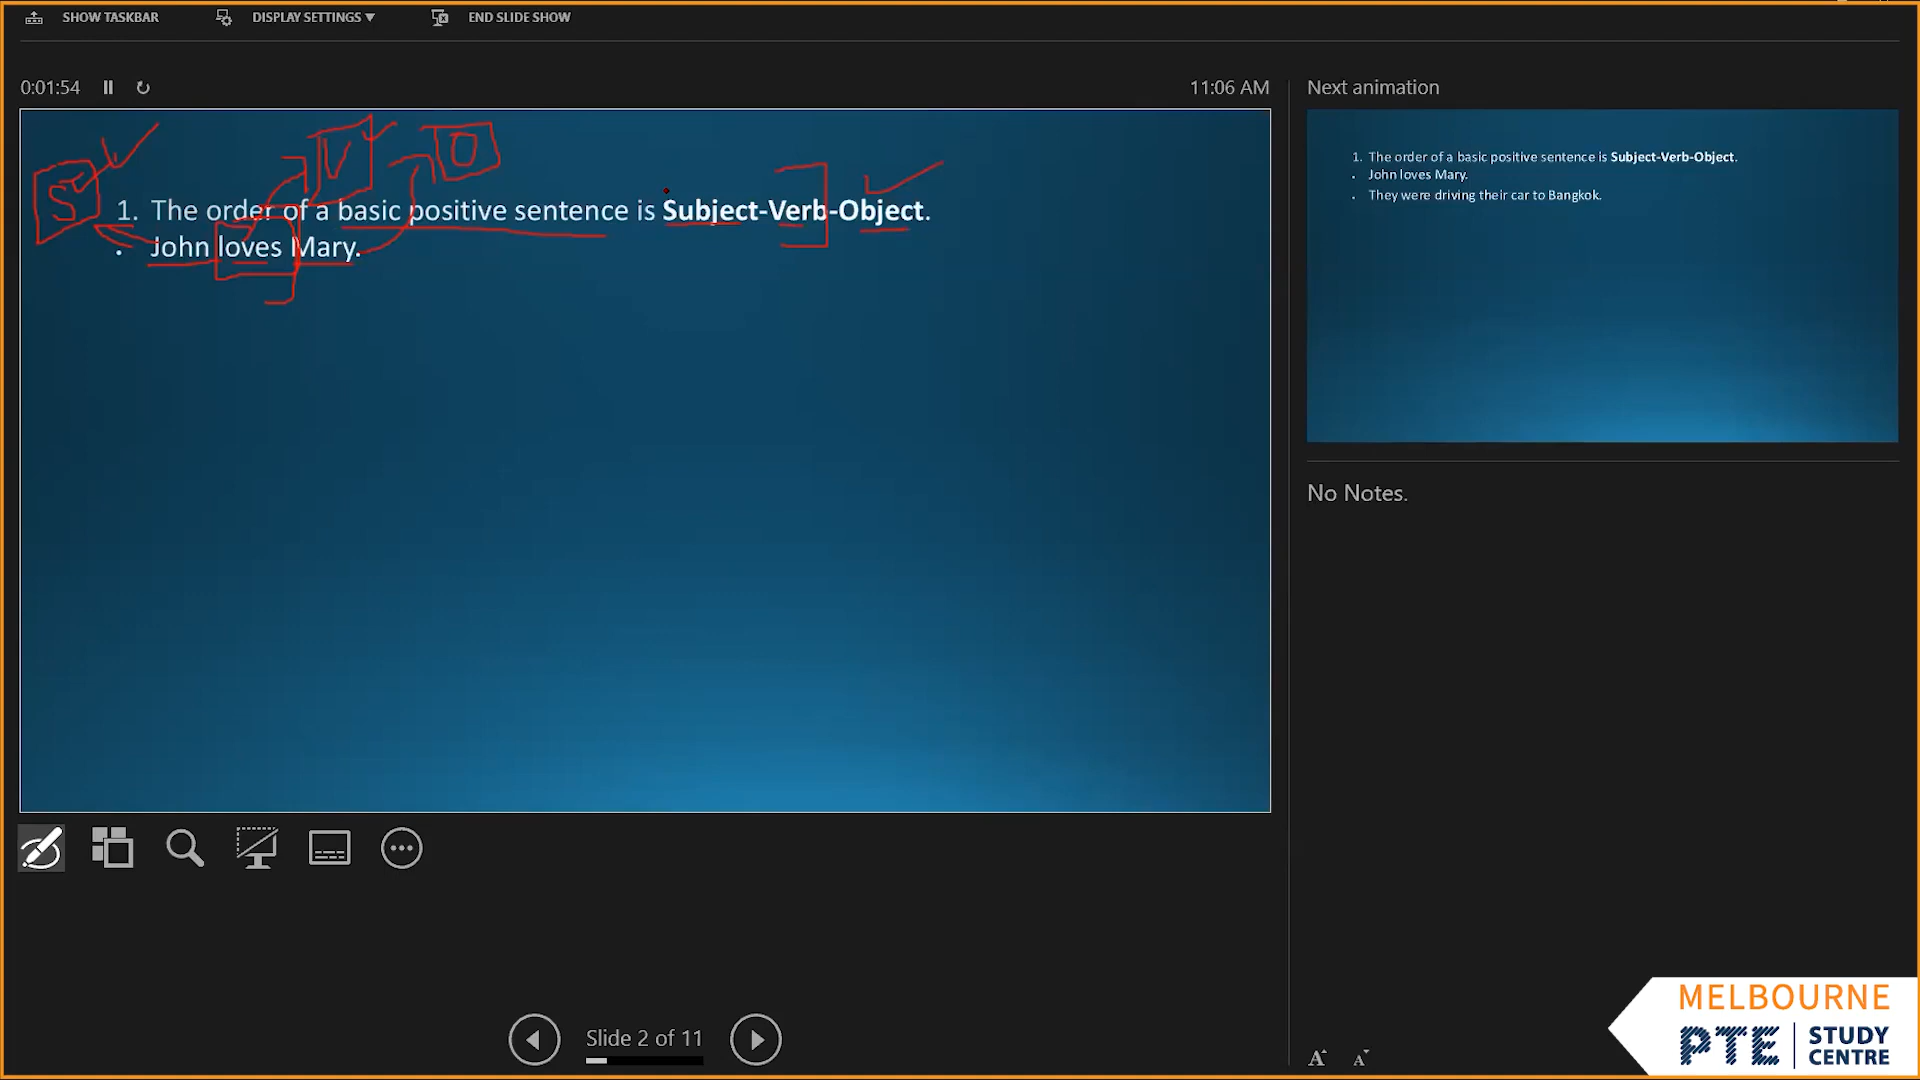 SHOW TASKBAR
DISPLAY SETTINGS ▼
END SLIDE SHOW
0:01:54
11:06 AM
Next animation
S
V
O
1. The order of a basic positive sentence is Subject-Verb-Object.
• John loves Mary.
1. The order of a basic positive sentence is Subject-Verb-Object.
• John loves Mary.
• They were driving their car to Bangkok.
No Notes.
Slide 2 of 11
A A
MELBOURNE
PTE STUDY CENTRE